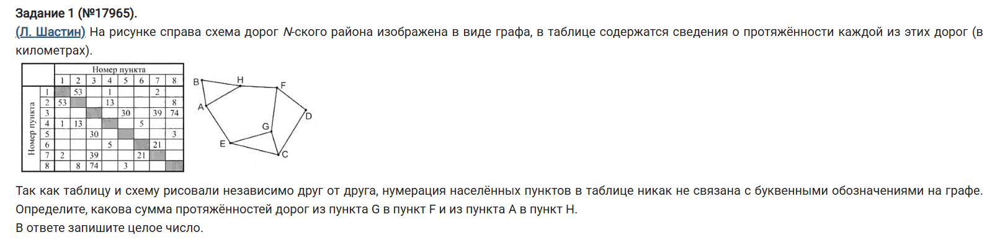 Задание 1 (№17965).
(Л. Шастин) На рисунке справа схема дорог N-ского района изображена в виде графа, в таблице содержатся сведения о протяжённости каждой из этих дорог (в
километрах).
Номер пункта
1 2 3 4 5 6 7 8
Номер пункта
1 53 1 2
2 53 13 8
3 30 39 74
4 1 13 5
5 30 3
6 5 21
7 2 39 21
8 8 74 3
B H F
A D
G
E C
Так как таблицу и схему рисовали независимо друг от друга, нумерация населённых пунктов в таблице никак не связана с буквенными обозначениями на графе.
Определите, какова сумма протяжённостей дорог из пункта G в пункт F и из пункта A в пункт H.
В ответе запишите целое число.